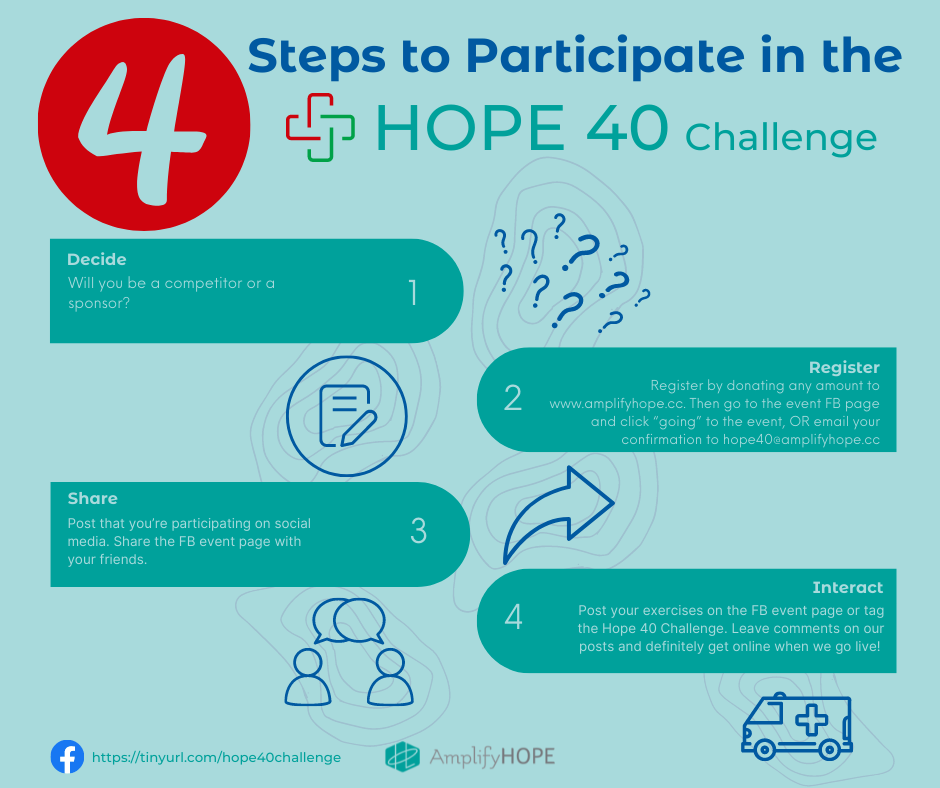 4
Steps to Participate in the
HOPE 40 Challenge
Decide
Will you be a competitor or a
sponsor?
1
Register
Register by donating any amount to
www.amplifyhope.cc. Then go to the event FB page
and click “going” to the event, OR email your
confirmation to hope40@amplifyhope.cc
2
Share
Post that you’re participating on social
media. Share the FB event page with
your friends.
3
Interact
Post your exercises on the FB event page or tag
the Hope 40 Challenge. Leave comments on our
posts and definitely get online when we go live!
4
https://tinyurl.com/hope40challenge
AmplifyHOPE